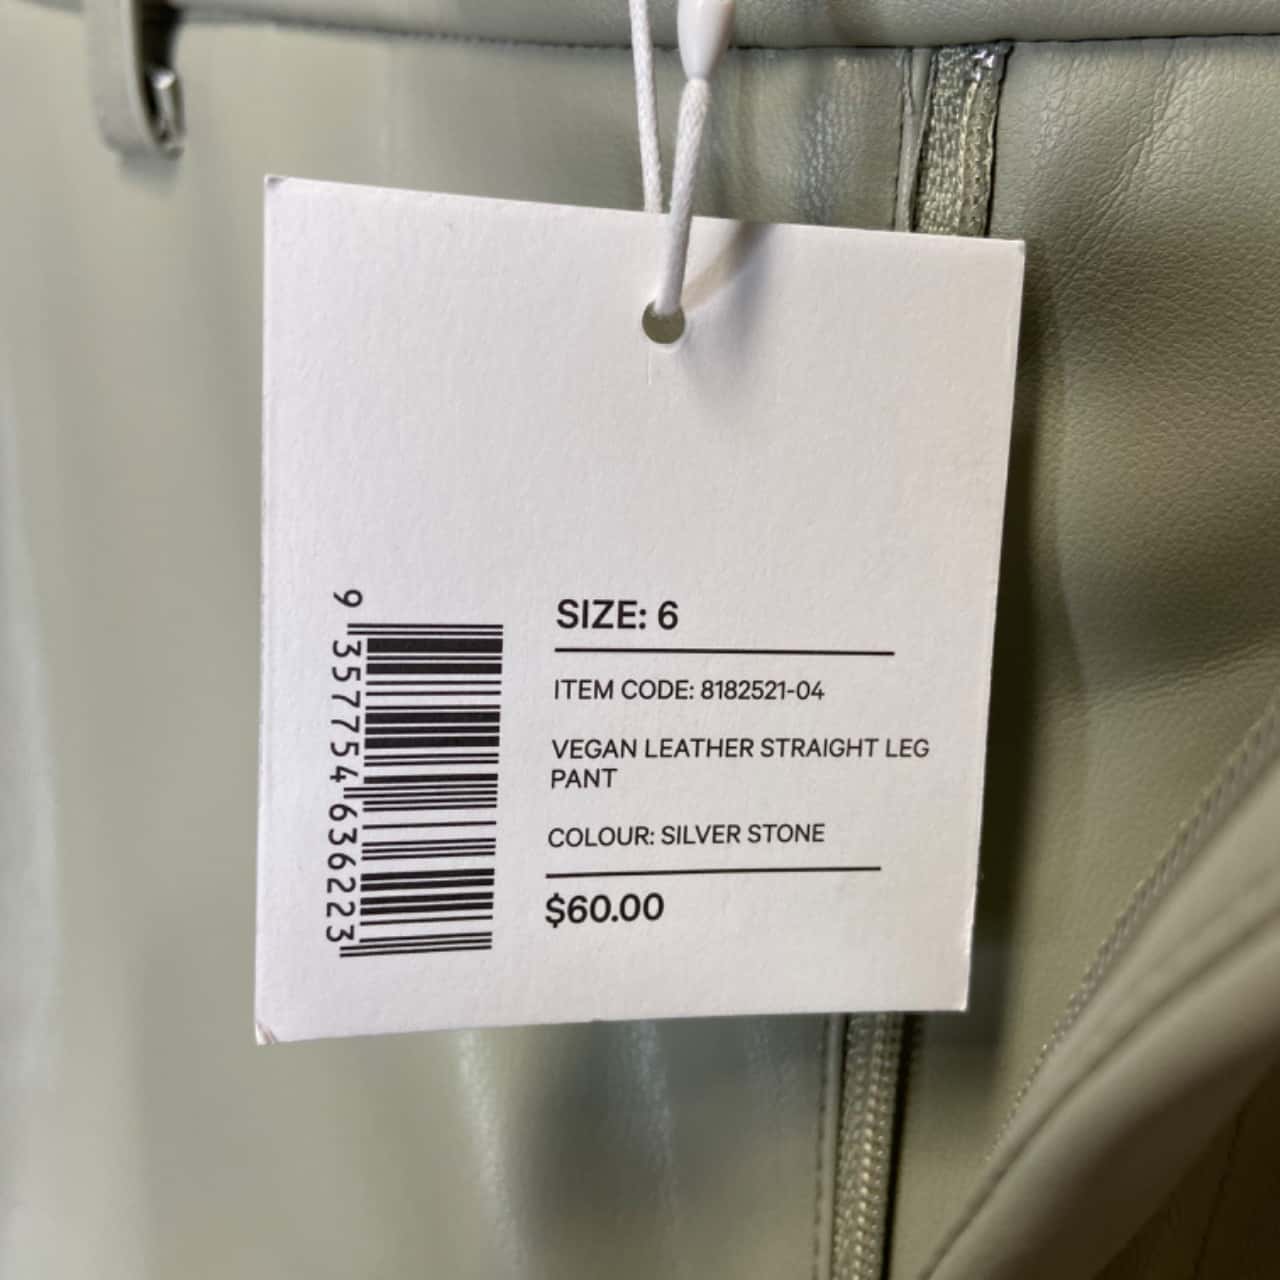 SIZE: 6
ITEM CODE: 8182521-04
VEGAN LEATHER STRAIGHT LEG
PANT
COLOUR: SILVER STONE
$60.00
9 357754 636223